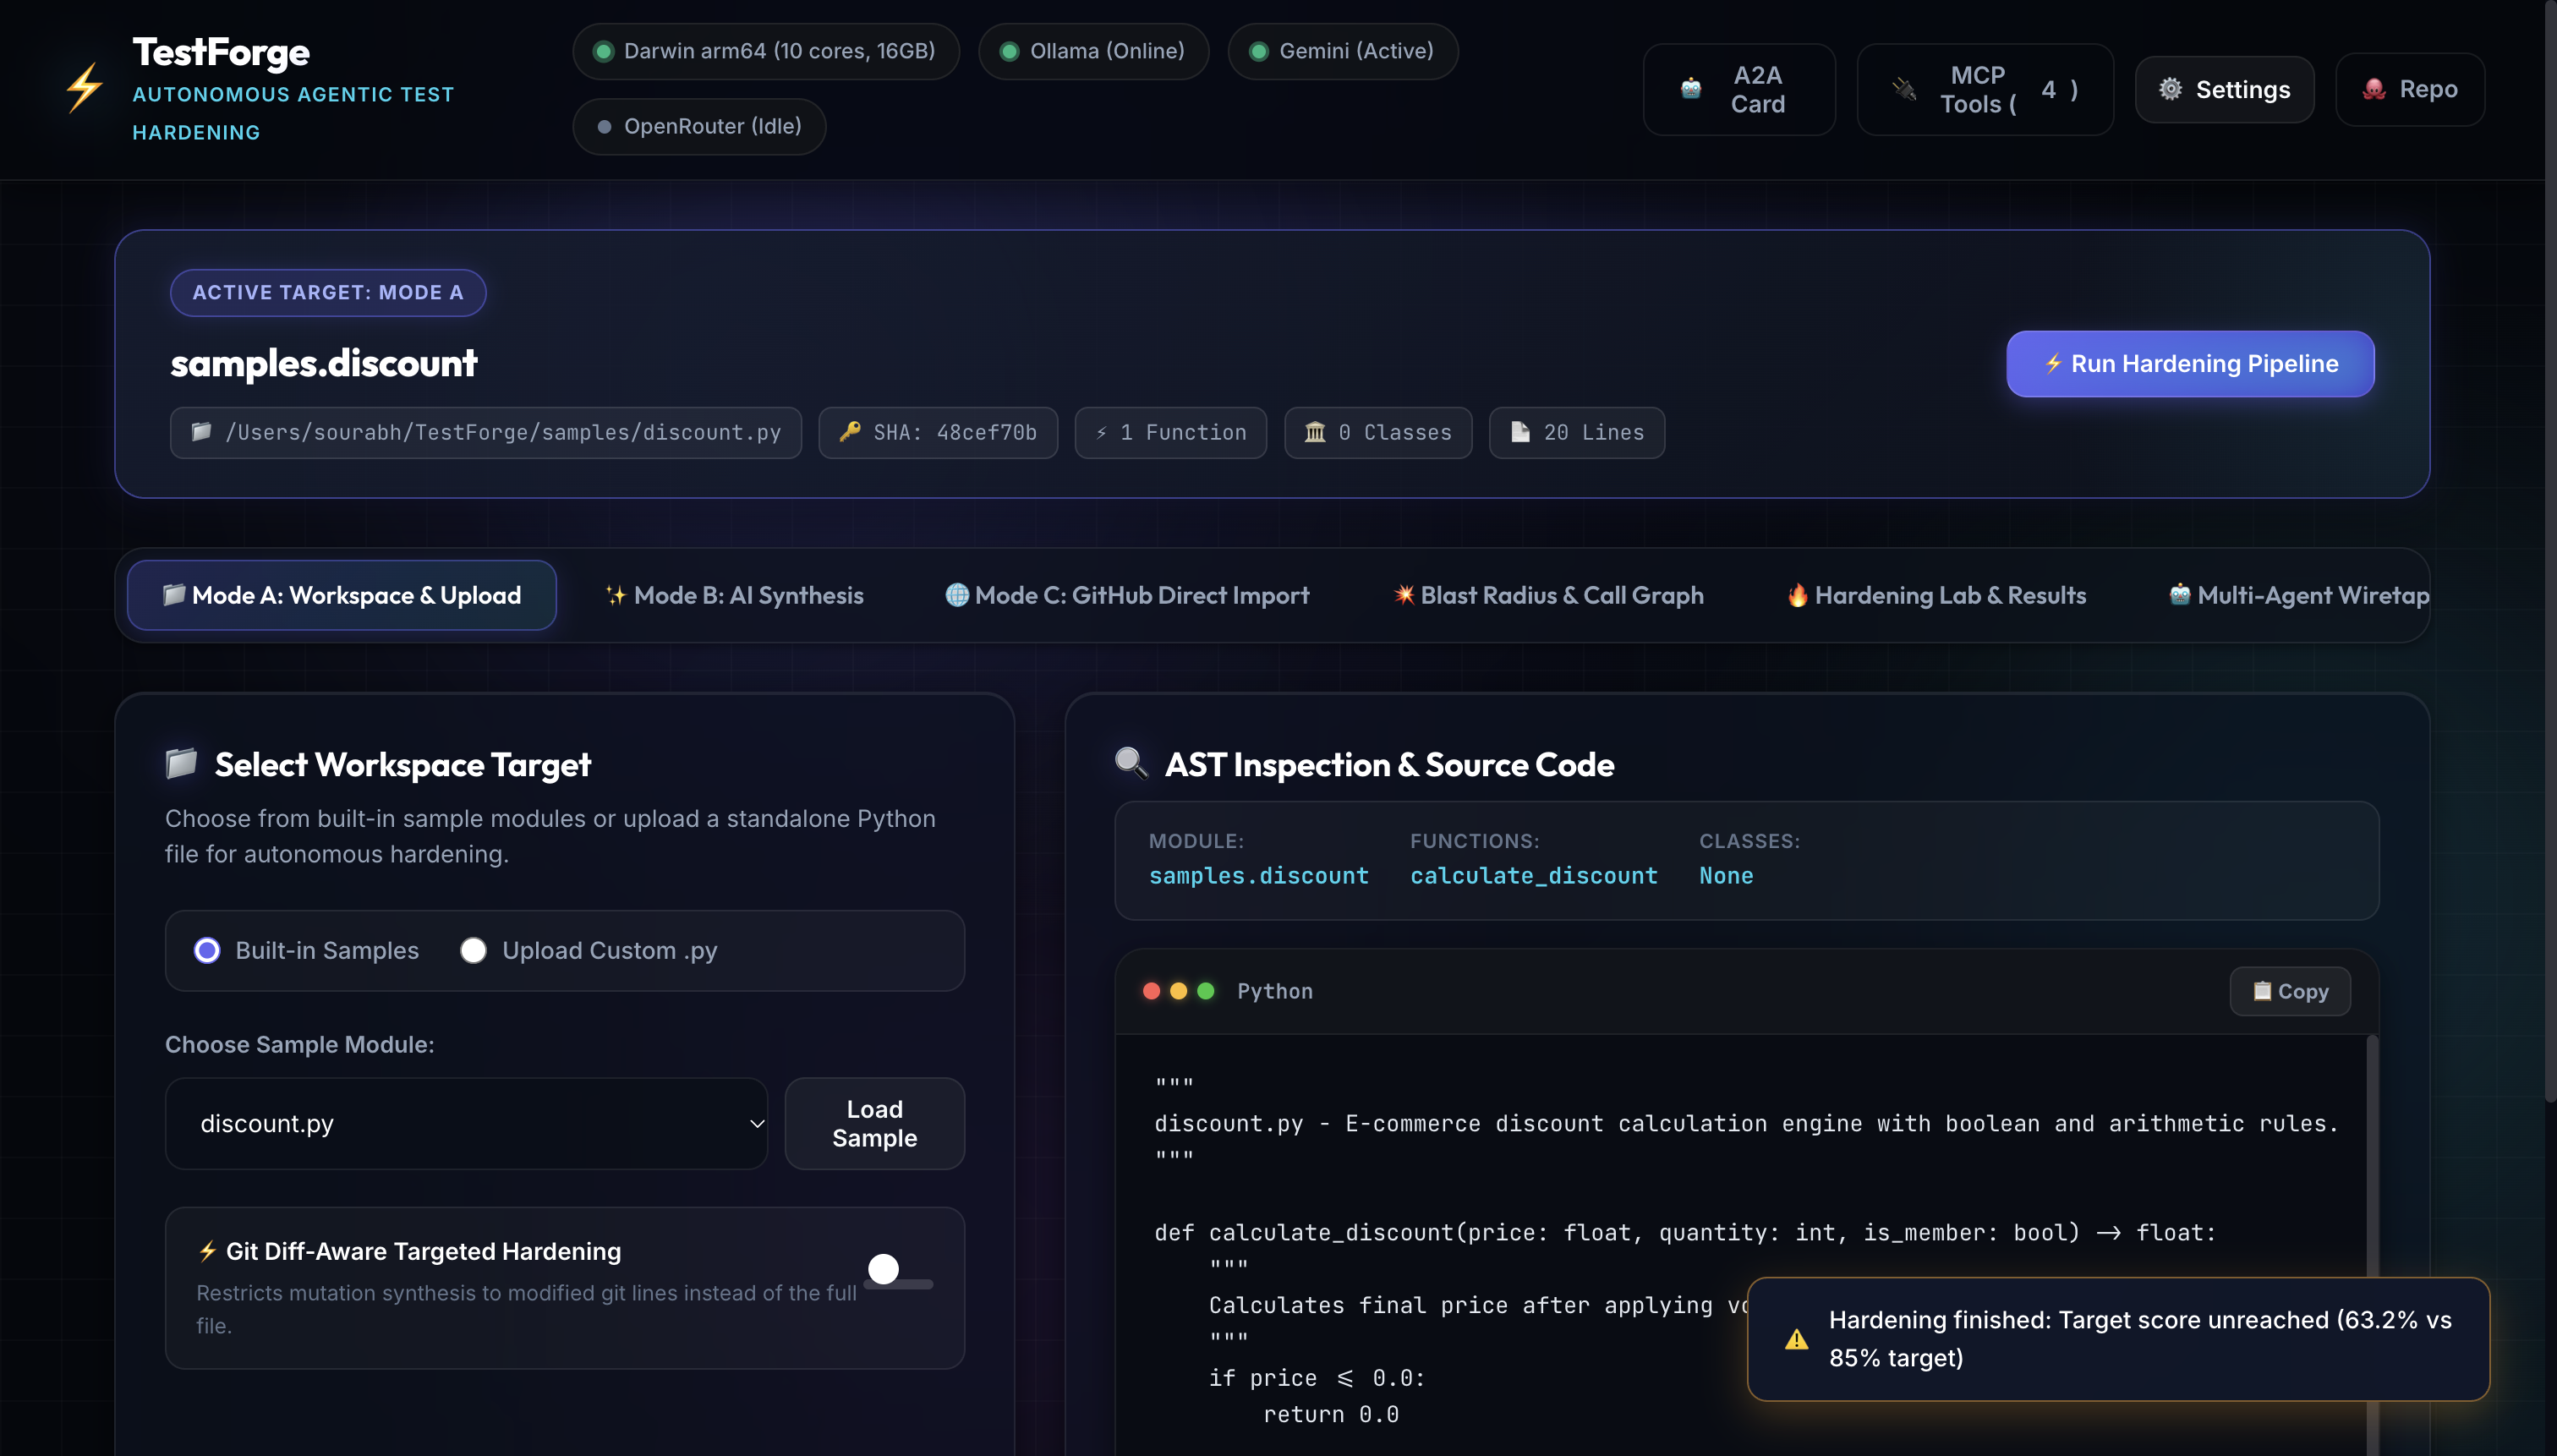 TestForge
AUTONOMOUS AGENTIC TEST
HARDENING
Darwin arm64 (10 cores, 16GB)
Ollama (Online)
Gemini (Active)
OpenRouter (Idle)
A2A
Card
MCP
Tools ( 4 )
Settings
Repo
ACTIVE TARGET: MODE A
samples.discount
/Users/sourabh/TestForge/samples/discount.py
SHA: 48cef70b
1 Function
0 Classes
20 Lines
Run Hardening Pipeline
Mode A: Workspace & Upload
Mode B: AI Synthesis
Mode C: GitHub Direct Import
Blast Radius & Call Graph
Hardening Lab & Results
Multi-Agent Wiretap
Select Workspace Target
Choose from built-in sample modules or upload a standalone Python
file for autonomous hardening.
Built-in Samples
Upload Custom .py
Choose Sample Module:
discount.py
Load
Sample
Git Diff-Aware Targeted Hardening
Restricts mutation synthesis to modified git lines instead of the full
file.
AST Inspection & Source Code
MODULE:
samples.discount
FUNCTIONS:
calculate_discount
CLASSES:
None
Python
Copy
"""
discount.py - E-commerce discount calculation engine with boolean and arithmetic rules.
"""
def calculate_discount(price: float, quantity: int, is_member: bool) -> float:
"""
Calculates final price after applying
"""
if price <= 0.0:
return 0.0
Hardening finished: Target score unreached (63.2% vs
85% target)